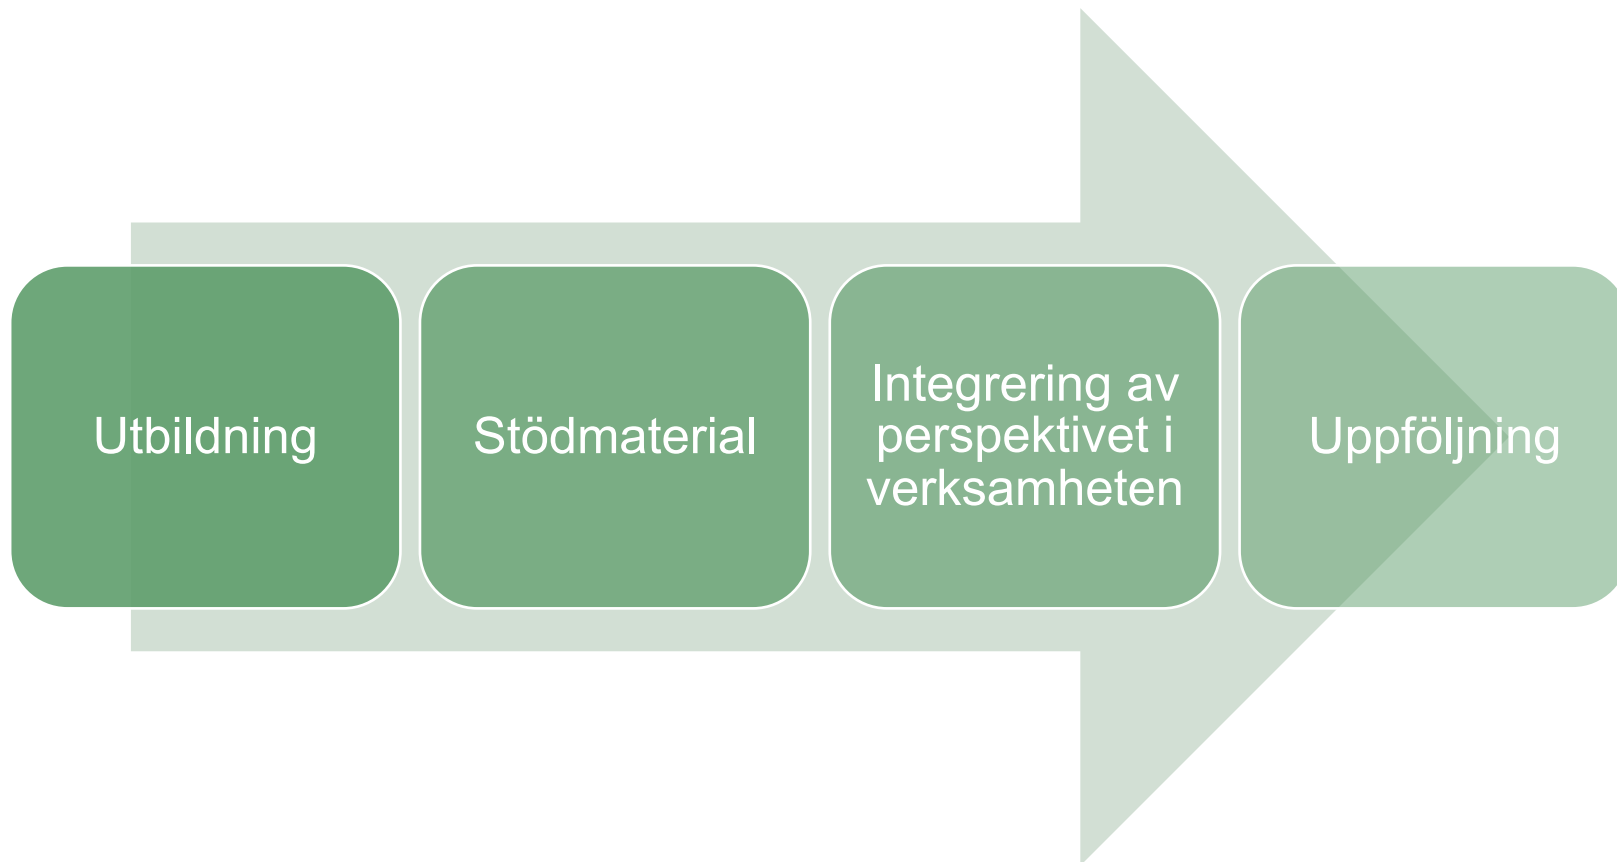 Utbildning
Stödmaterial
Integrering av
perspektivet i
verksamheten
Uppföljning